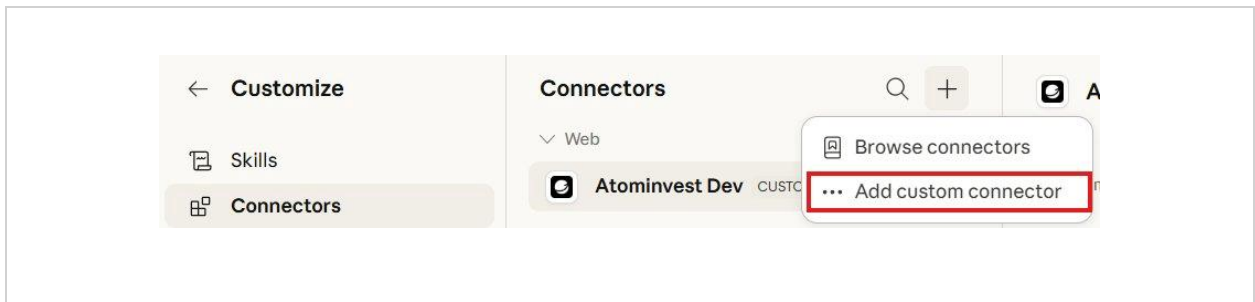 Customize
Skills
Connectors
Connectors
Web
Atominvest Dev
Browse connectors
Add custom connector